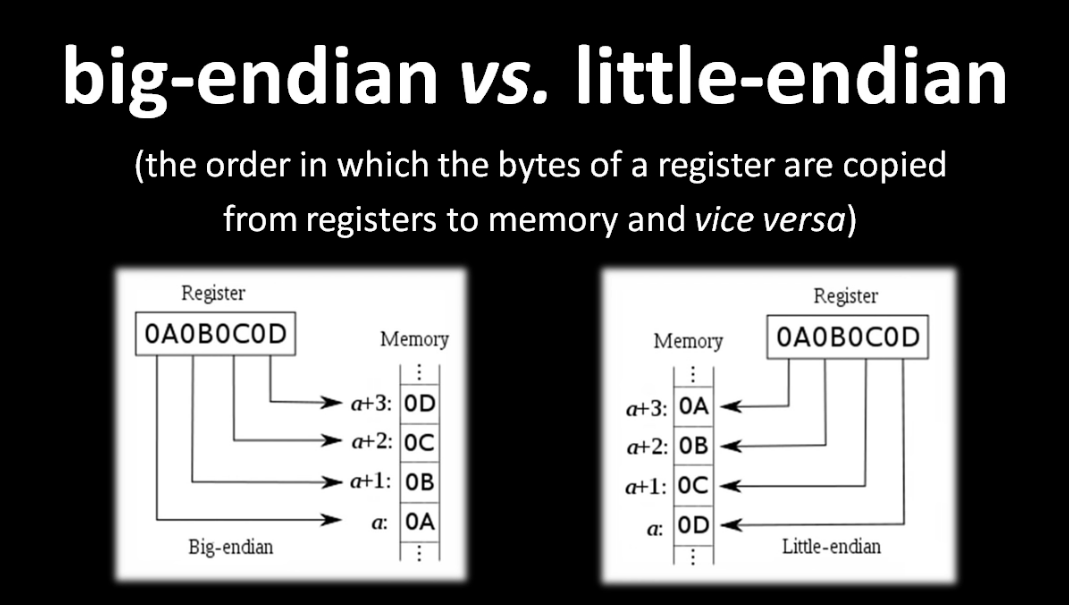 big-endian vs. little-endian
(the order in which the bytes of a register are copied
from registers to memory and vice versa)
Register
0A0B0C0D
Memory
⋮
a+3: 0D
a+2: 0C
a+1: 0B
a: 0A
⋮
Big-endian
Register
0A0B0C0D
Memory
⋮
a+3: 0A
a+2: 0B
a+1: 0C
a: 0D
⋮
Little-endian